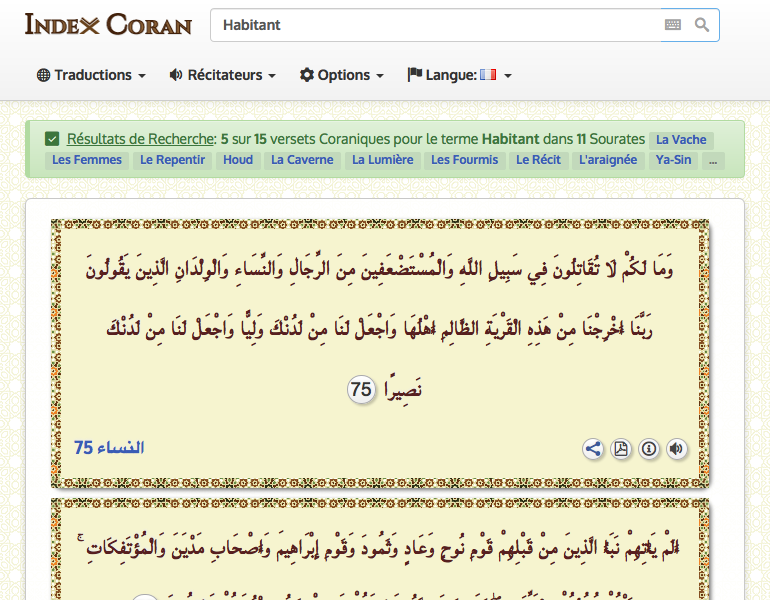 INDEX CORAN
Habitant
Traductions
Récitateurs
Options
Langue:
Résultats de Recherche: 5 sur 15 versets Coraniques pour le terme Habitant dans 11 Sourates La Vache
Les Femmes Le Repentir Houd La Caverne La Lumière Les Fourmis Le Récit L'araignée Ya-Sin ...
وَمَا لَكُمْ لَا تُقَاتِلُونَ فِي سَبِيلِ اللَّهِ وَالْمُسْتَضْعَفِينَ مِنَ الرِّجَالِ وَالنِّسَاءِ وَالْوِلْدَانِ الَّذِينَ يَقُولُونَ
رَبَّنَا أَخْرِجْنَا مِنْ هَذِهِ الْقَرْيَةِ الظَّالِمِ أَهْلُهَا وَاجْعَلْ لَنَا مِنْ لَدُنْكَ وَلِيًّا وَاجْعَلْ لَنَا مِنْ لَدُنْكَ
نَصِيرًا 75
النساء 75
أَلَمْ يَأْتِهِمْ نَبَأُ الَّذِينَ مِنْ قَبْلِهِمْ قَوْمِ نُوحٍ وَعَادٍ وَثَمُودَ وَقَوْمِ إِبْرَاهِيمَ وَأَصْحَابِ مَدْيَنَ وَالْمُؤْتَفِكَاتِ ۚ